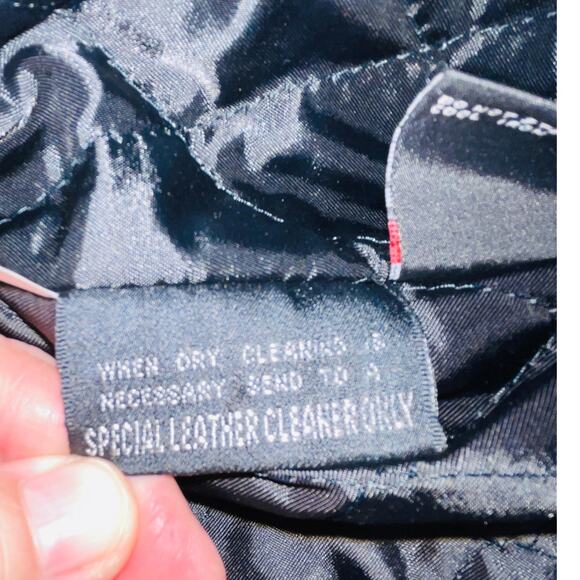 WHEN DRY CLEANING IS
NECESSARY SEND TO A
SPECIAL LEATHER CLEANER ONLY